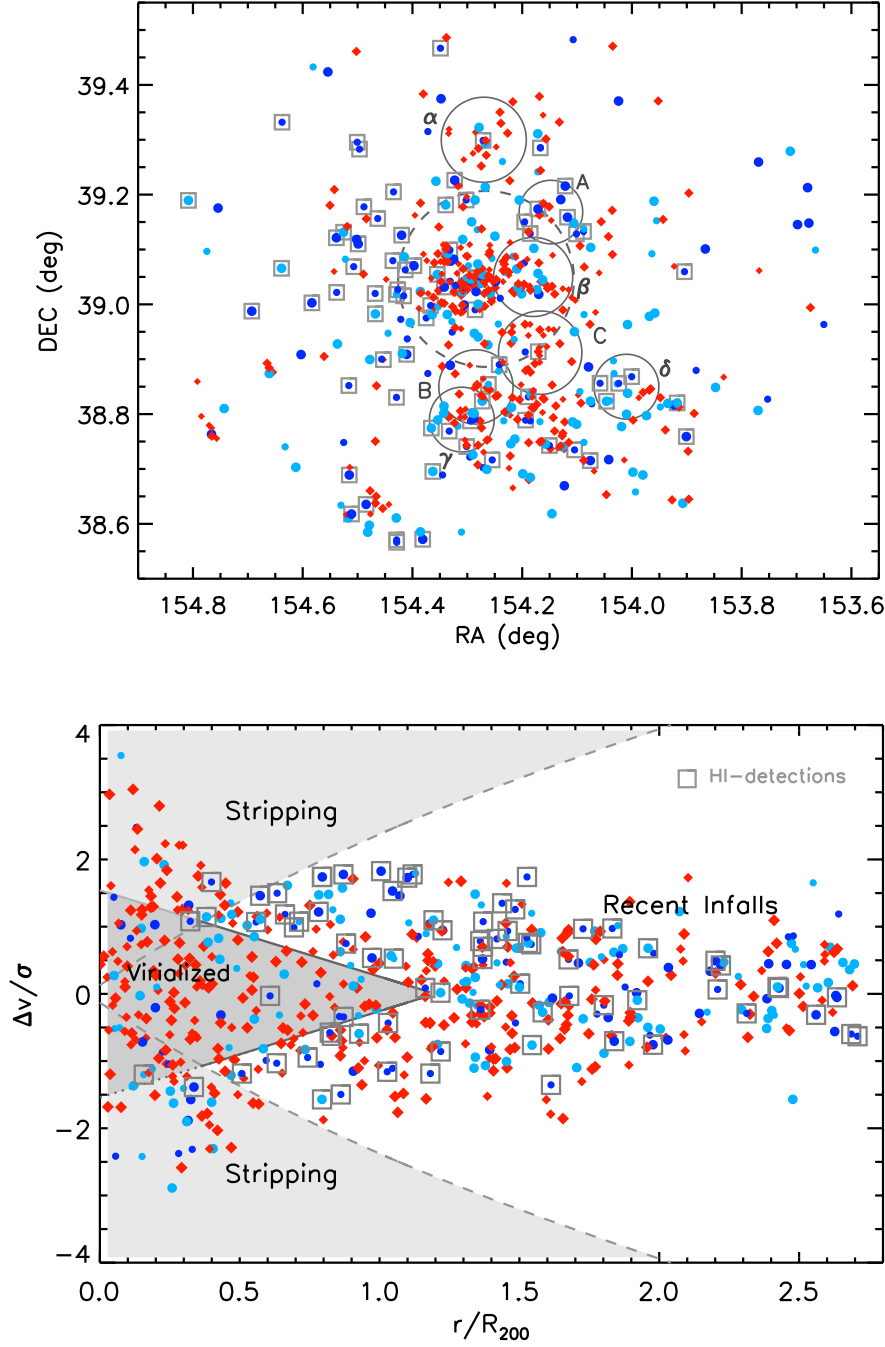 39.4
α
39.2
A
DEC (deg)
39.0
β
C
δ
B
38.8
γ
38.6
154.8 154.6 154.4 154.2 154.0 153.8 153.6
RA (deg)
4
HI-detections
Stripping
2
Recent Infalls
Virialized
Δv/σ
0
−2
Stripping
−4
0.0 0.5 1.0 1.5 2.0 2.5
r/R200